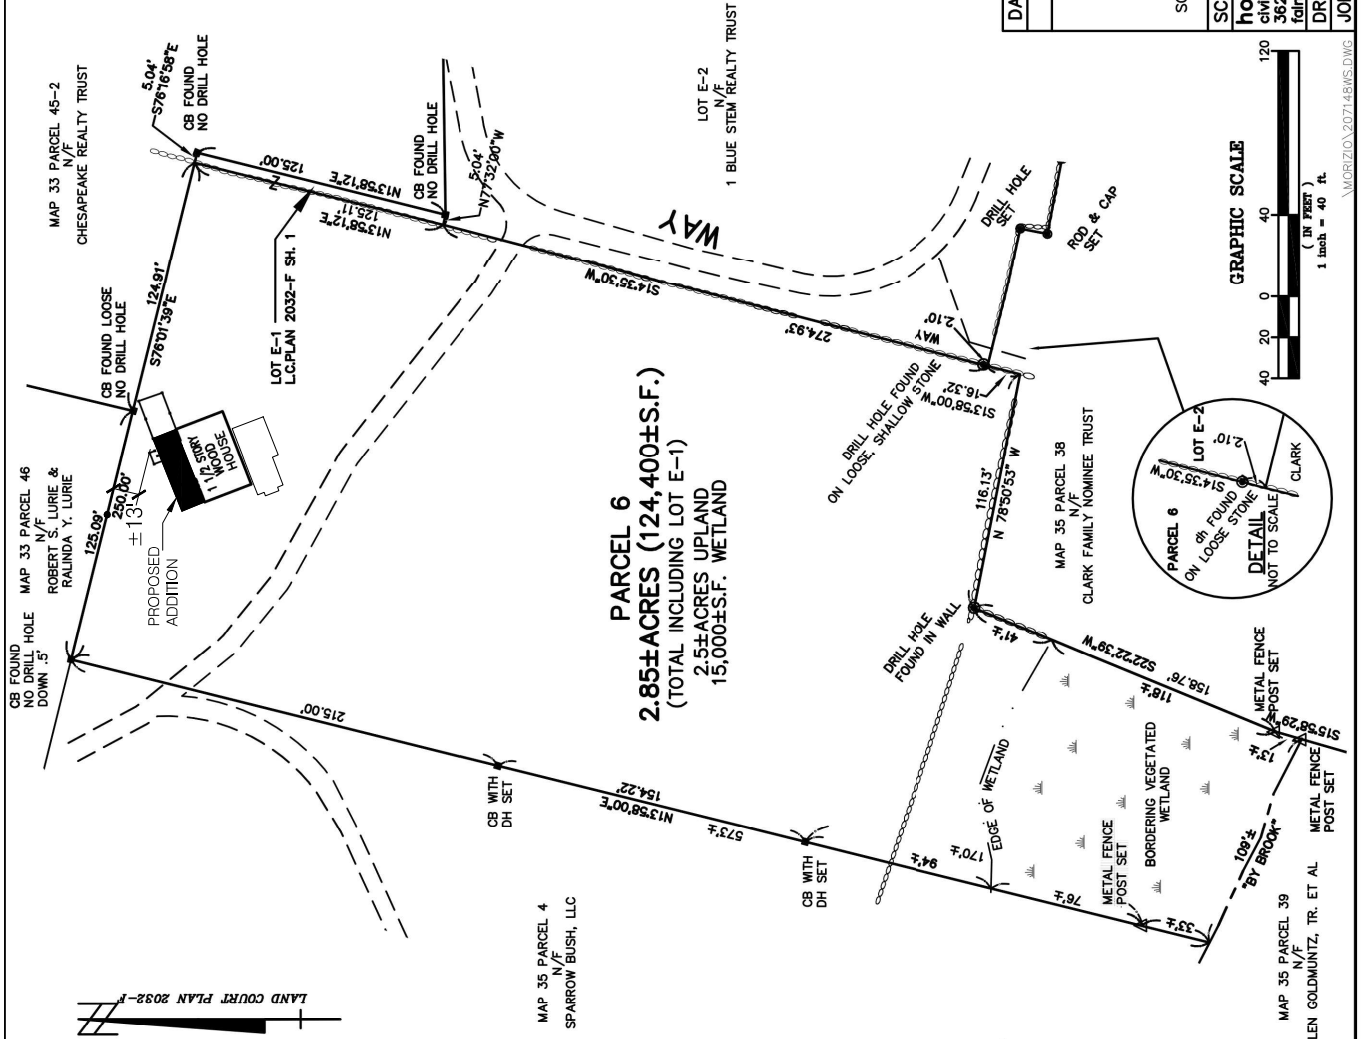 MAP 33 PARCEL 45-2
N/F
CHESAPEAKE REALTY TRUST
5.04'
S76°16'58"E
CB FOUND
NO DRILL HOLE
CB FOUND LOOSE
NO DRILL HOLE
124.91'
S76°01'39"E
125.00'
N13°58'12"E
125.11'
N13°58'13"E
CB FOUND
NO DRILL HOLE
5.04'
N77°32'00"W
LOT E-1
L.C.PLAN 2032-F SH. 1
LOT E-2
N/F
1 BLUE STEM REALTY TRUST
CB FOUND
NO DRILL HOLE
DOWN .5'
MAP 33 PARCEL 46
N/F
ROBERT S. LURIE &
RALINDA Y. LURIE
125.09'
250.00'
±13'
PROPOSED
ADDITION
1 1/2 STORY
WOOD
HOUSE
WAY
S14°35'30"W
274.93'
WAY
2.10'
DRILL HOLE
SET
ROD & CAP
SET
DRILL HOLE FOUND
ON LOOSE, SHALLOW STONE
16.32'
S13°58'00"W
PARCEL 6
2.85±ACRES (124,400±S.F.)
(TOTAL INCLUDING LOT E-1)
2.5±ACRES UPLAND
15,000±S.F. WETLAND
116.13'
N 78°50'53" W
MAP 35 PARCEL 38
N/F
CLARK FAMILY NOMINEE TRUST
DRILL HOLE
FOUND IN WALL
41'±
S22°22'39"W
158.76'
118'±
METAL FENCE
POST SET
S15°58'29"W
13'±
METAL FENCE
POST SET
109'±
"BY BROOK"
BORDERING VEGETATED
WETLAND
EDGE OF WETLAND
METAL FENCE
POST SET
215.00'
CB WITH
DH SET
154.22'
N13°58'00"E
573'±
CB WITH
DH SET
94'±
170'±
76'±
33'±
MAP 35 PARCEL 4
N/F
SPARROW BUSH, LLC
MAP 35 PARCEL 39
N/F
LEN GOLDMUNTZ, TR. ET AL
LAND COURT PLAN 2032-F
PARCEL 6
S14°35'30"W
LOT E-2
2.10'
dh FOUND
ON LOOSE STONE
CLARK
DETAIL
NOT TO SCALE
GRAPHIC SCALE
40 20 0 40 120
( IN FEET )
1 inch = 40 ft.
DA
SC
SC
ho
civi
362
faln
DR
JOI
\MORIZIO\207148WS.DWG